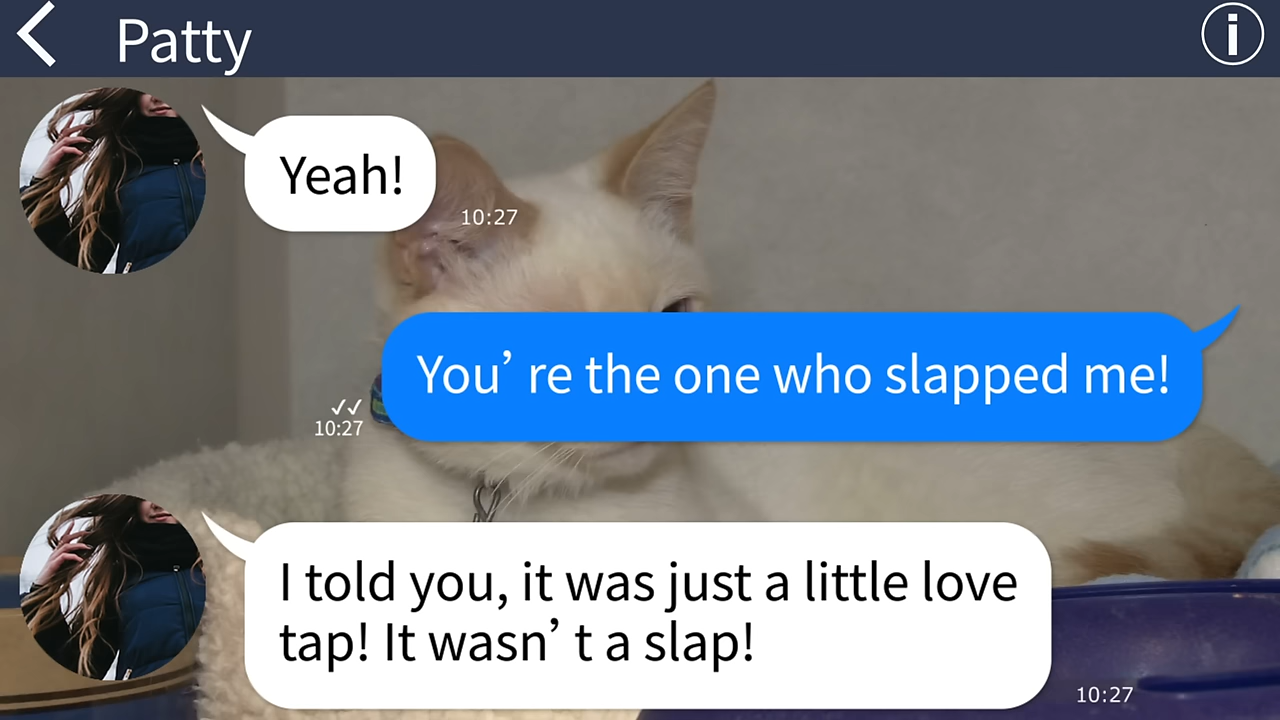 Patty
Yeah!
10:27
You’ re the one who slapped me!
10:27
I told you, it was just a little love
tap! It wasn’ t a slap!
10:27